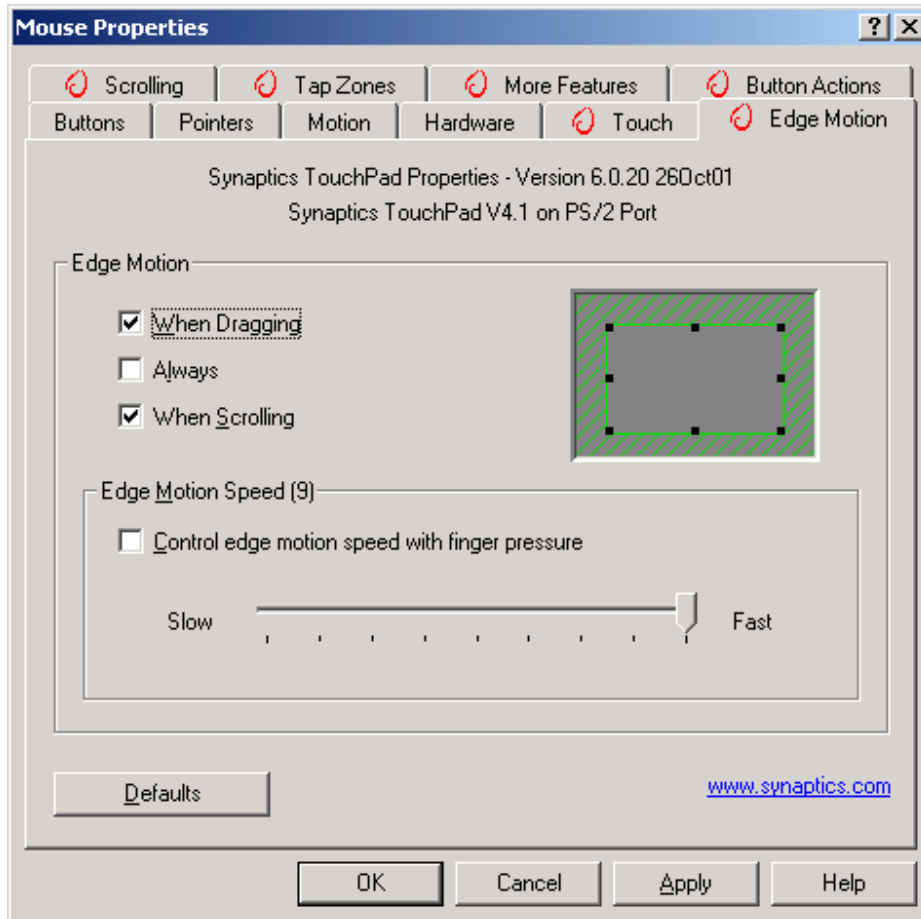 Mouse Properties
Scrolling Tap Zones More Features Button Actions
Buttons Pointers Motion Hardware Touch Edge Motion
Synaptics TouchPad Properties - Version 6.0.20 26Oct01
Synaptics TouchPad V4.1 on PS/2 Port
Edge Motion
When Dragging
Always
When Scrolling
Edge Motion Speed (9)
Control edge motion speed with finger pressure
Slow Fast
Defaults www.synaptics.com
OK Cancel Apply Help